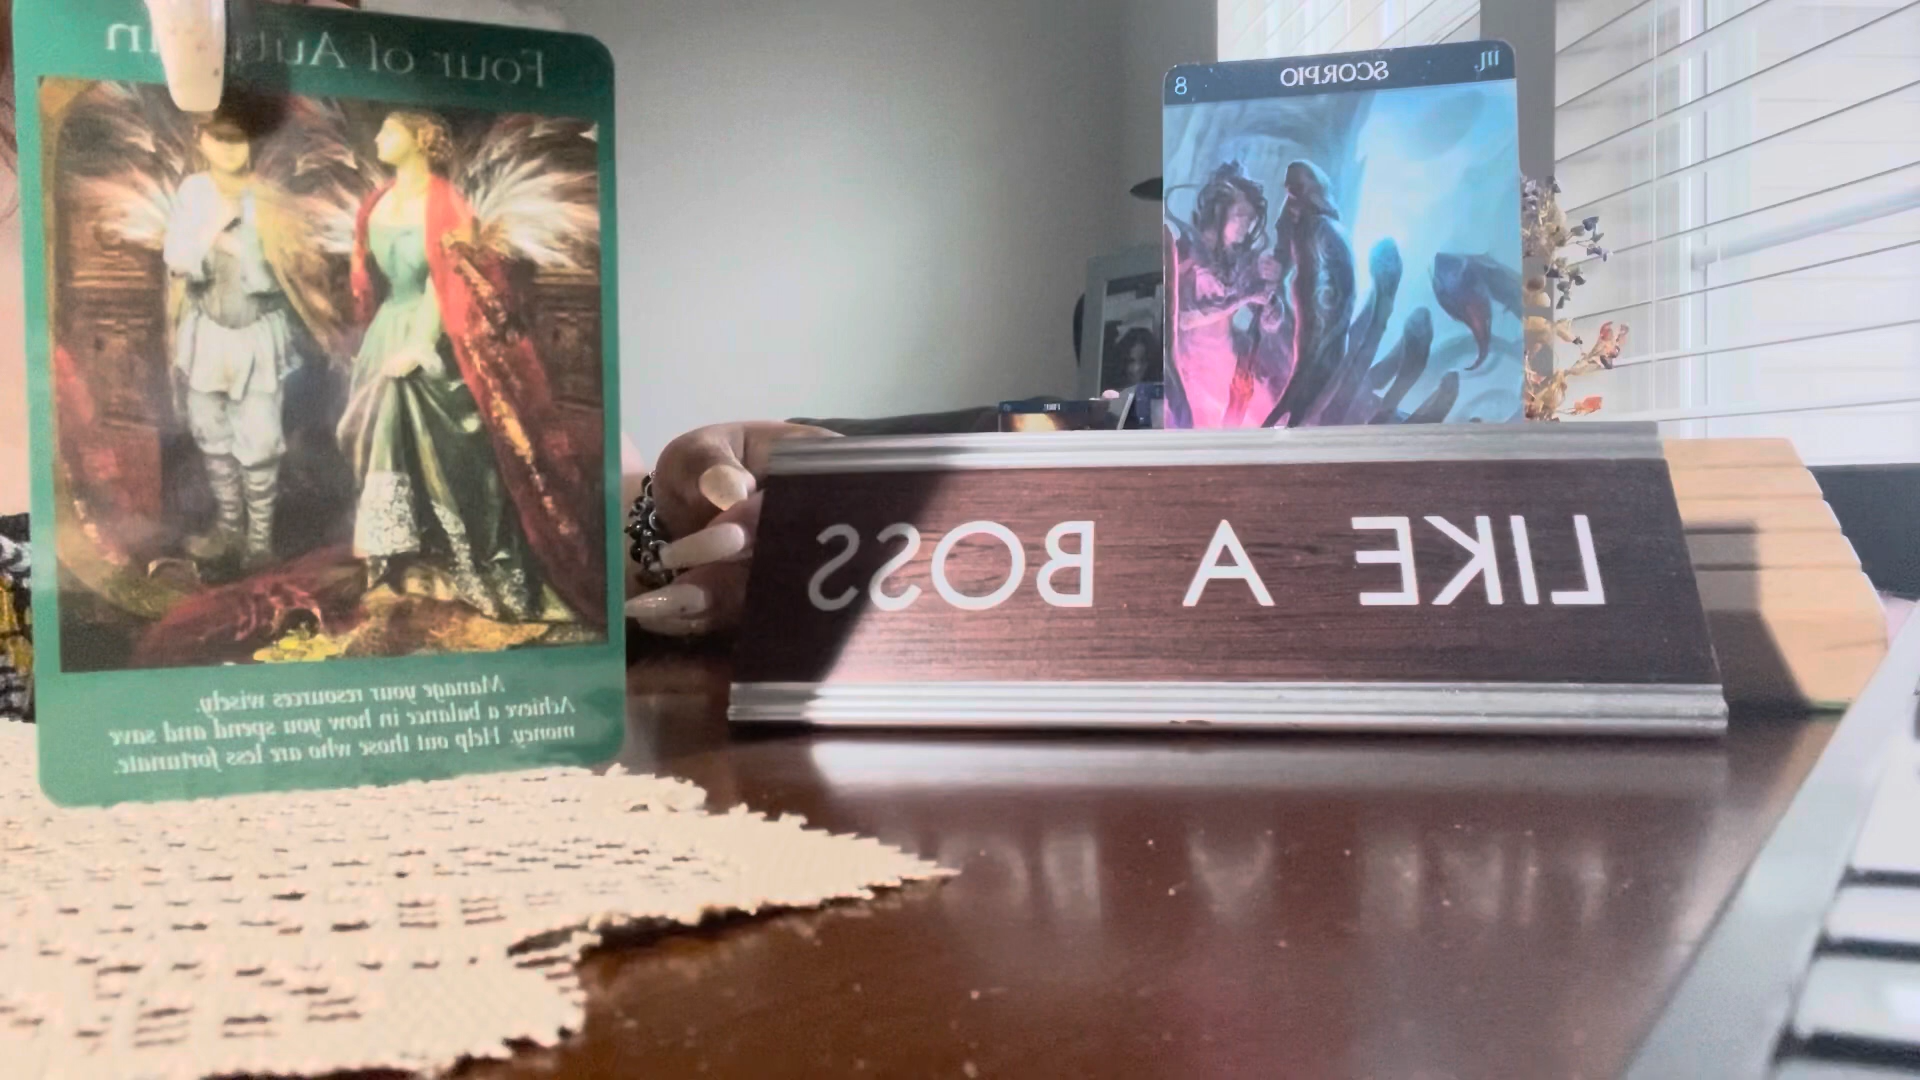 Four of Autumn
Manage your resources wisely.
Achieve a balance in how you spend and save
money. Help out those who are less fortunate.
8 SCORPIO ♏
LIKE A BOSS